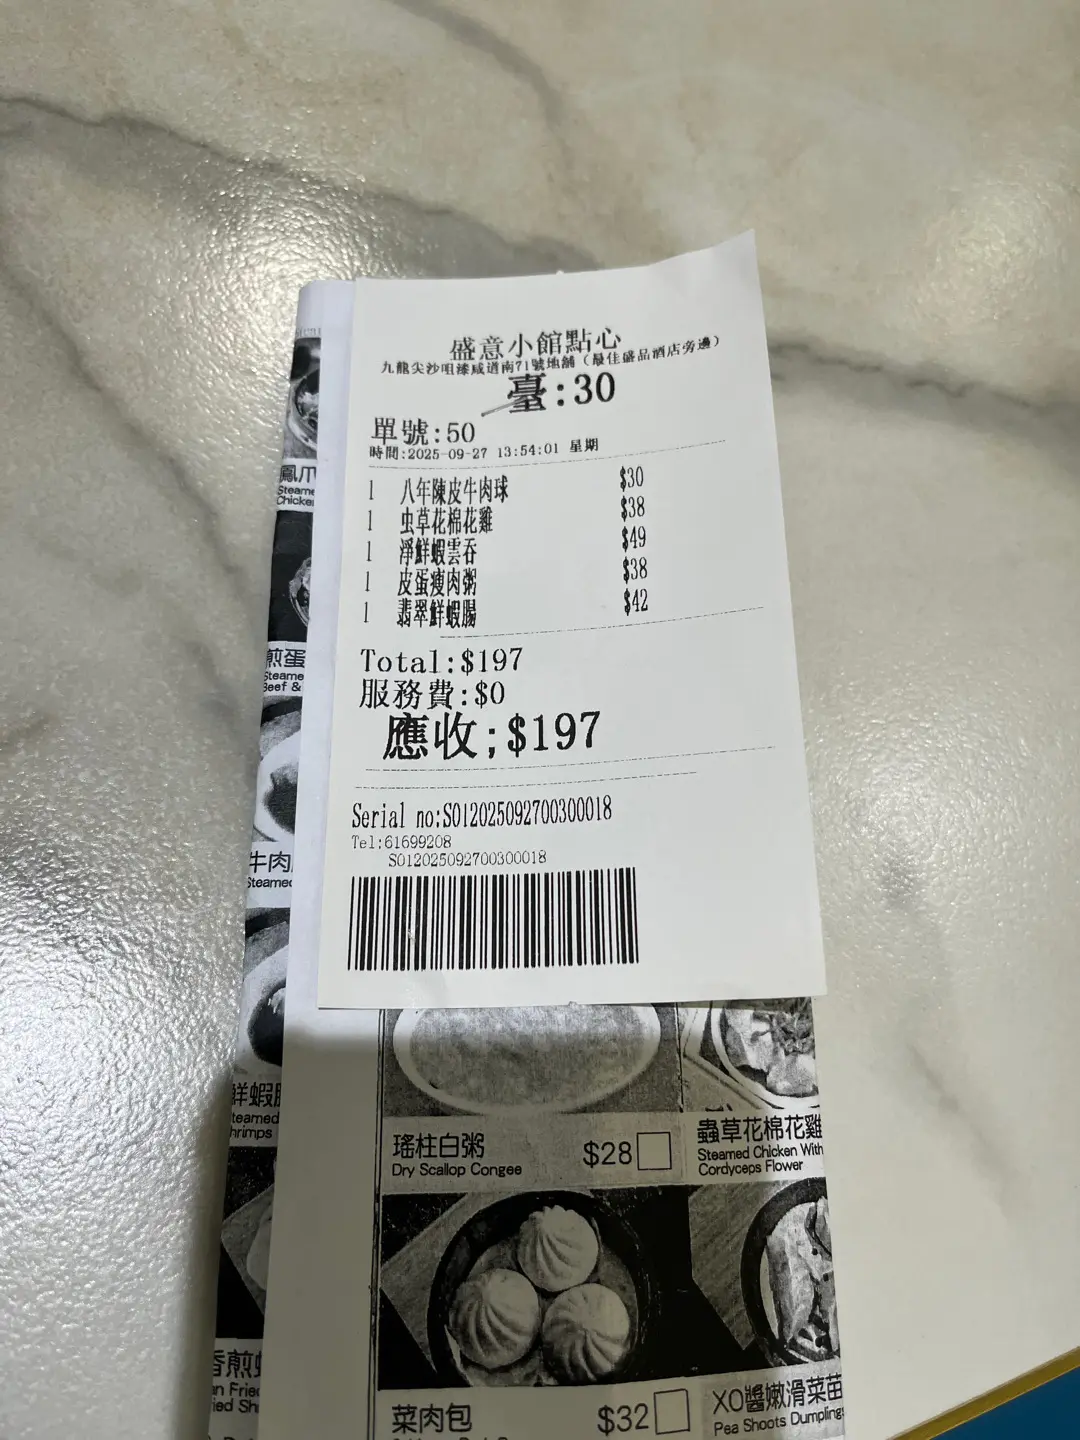 盛意小館點心
九龍尖沙咀漆咸道南71號地舖（最佳盛品酒店旁邊）
臺:30
單號:50
時間:2025-09-27 13:54:01 星期
1 八年陳皮牛肉球 $30
1 虫草花棉花雞 $38
1 淨鮮蝦雲吞 $49
1 皮蛋瘦肉粥 $38
1 翡翠鮮蝦腸 $42
Total:$197
服務費:$0
應收;$197
Serial no:S012025092700300018
Tel:61699208
S012025092700300018
鳳爪
Steame
Chicke
煎蛋
Steame
Beef &
牛肉
Steamed
鮮蝦腸
teamed
hrimps
香煎
n Fried
ied Sh
瑤柱白粥 $28
Dry Scallop Congee
蟲草花棉花雞
Steamed Chicken With
Cordyceps Flower
菜肉包 $32
XO醬嫩滑菜苗
Pea Shoots Dumplings